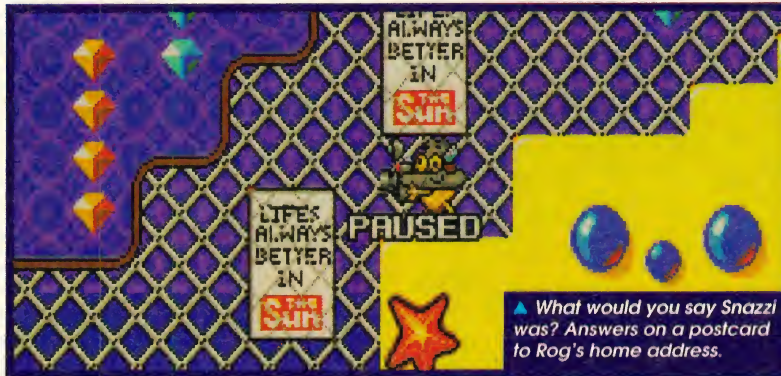 ALWAYS
BETTER
IN
THE
Sun
PAUSED
LIFES
ALWAYS
BETTER
IN
THE
Sun
▲ What would you say Snazzi
was? Answers on a postcard
to Rog's home address.